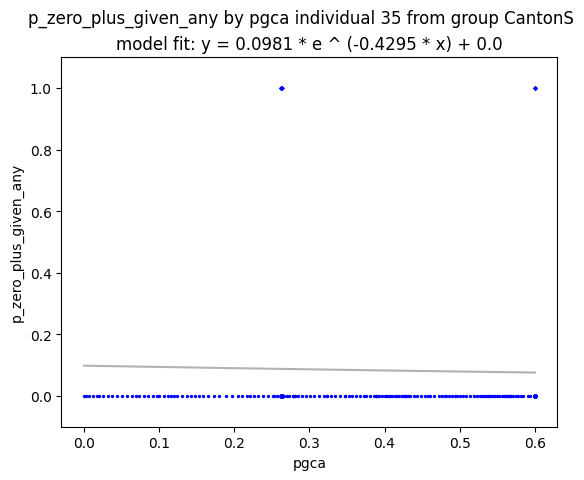 p_zero_plus_given_any by pgca individual 35 from group CantonS
model fit: y = 0.0981 * e ^ (-0.4295 * x) + 0.0
1.0
0.8
0.6
0.4
0.2
0.0
p_zero_plus_given_any
0.0 0.1 0.2 0.3 0.4 0.5 0.6
pgca